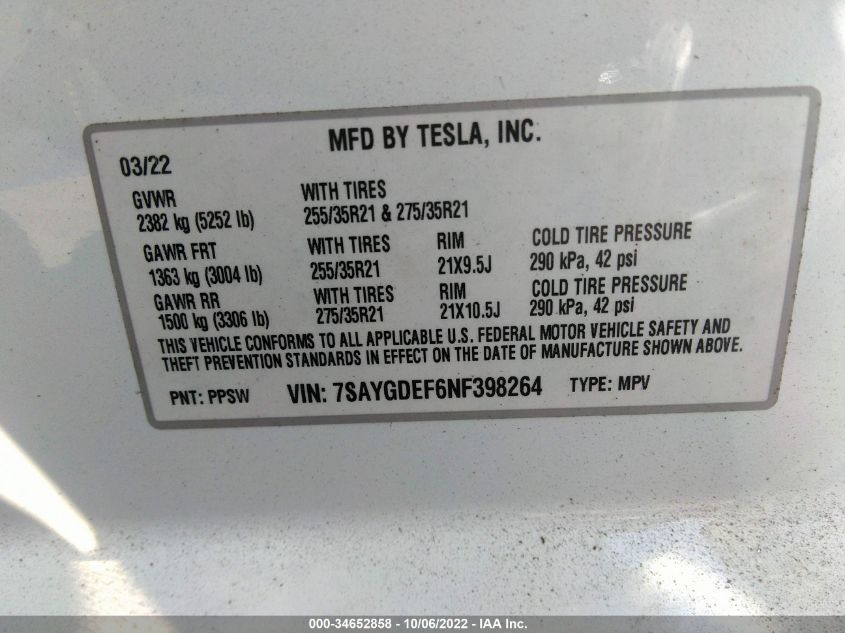 MFD BY TESLA, INC.
03/22
GVWR WITH TIRES
2382 kg (5252 lb) 255/35R21 & 275/35R21
GAWR FRT WITH TIRES RIM COLD TIRE PRESSURE
1363 kg (3004 lb) 255/35R21 21X9.5J 290 kPa, 42 psi
GAWR RR WITH TIRES RIM COLD TIRE PRESSURE
1500 kg (3306 lb) 275/35R21 21X10.5J 290 kPa, 42 psi
THIS VEHICLE CONFORMS TO ALL APPLICABLE U.S. FEDERAL MOTOR VEHICLE SAFETY AND
THEFT PREVENTION STANDARDS IN EFFECT ON THE DATE OF MANUFACTURE SHOWN ABOVE.
PNT: PPSW VIN: 7SAYGDEF6NF398264 TYPE: MPV
000-34652858 - 10/06/2022 - IAA Inc.